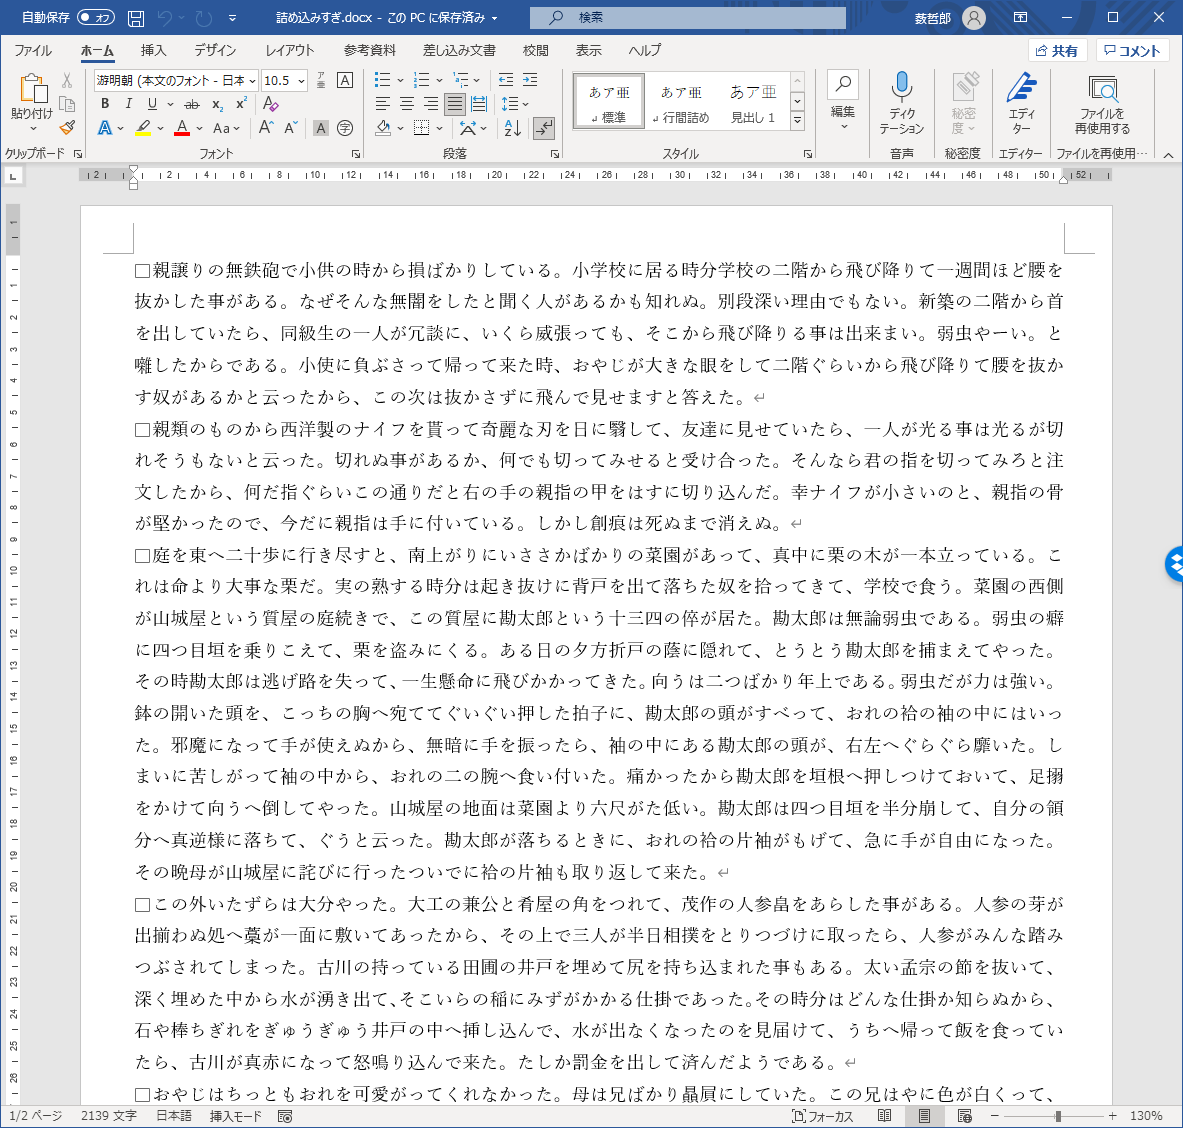 自動保存 オフ 詰め込みすぎ.docx - この PC に保存済み 検索 薮哲郎
ファイル ホーム 挿入 デザイン レイアウト 参考資料 差し込み文書 校閲 表示 ヘルプ 共有 コメント
貼り付け
游明朝 (本文のフォント - 日本 10.5
ア亜 A
B I U ab x₂ x² A
A A Aa A A A 字
A Z
あア亜 あア亜 あア亜
標準 行間詰め 見出し 1
編集
ディク
テーション
秘密
度
エディ
ター
ファイルを
再使用する
クリップボード フォント 段落 スタイル 音声 秘密度 エディター ファイルを再使用…
2 2 4 6 8 10 12 14 16 18 20 22 24 26 28 30 32 34 36 38 40 42 44 46 48 50 52
1
1
2
3
4
5
6
7
8
9
10
11
12
13
14
15
16
17
18
19
20
21
22
23
24
25
26
□親譲りの無鉄砲で小供の時から損ばかりしている。小学校に居る時分学校の二階から飛び降りて一週間ほど腰を
抜かした事がある。なぜそんな無闇をしたと聞く人があるかも知れぬ。別段深い理由でもない。新築の二階から首
を出していたら、同級生の一人が冗談に、いくら威張っても、そこから飛び降りる事は出来まい。弱虫やーい。と
囃したからである。小使に負ぶさって帰って来た時、おやじが大きな眼をして二階ぐらいから飛び降りて腰を抜か
す奴があるかと云ったから、この次は抜かさずに飛んで見せますと答えた。↵
□親類のものから西洋製のナイフを貰って奇麗な刃を日に翳して、友達に見せていたら、一人が光る事は光るが切
れそうもないと云った。切れぬ事があるか、何でも切ってみせると受け合った。そんなら君の指を切ってみろと注
文したから、何だ指ぐらいこの通りだと右の手の親指の甲をはすに切り込んだ。幸ナイフが小さいのと、親指の骨
が堅かったので、今だに親指は手に付いている。しかし創痕は死ぬまで消えぬ。↵
□庭を東へ二十歩に行き尽すと、南上がりにいささかばかりの菜園があって、真中に栗の木が一本立っている。こ
れは命より大事な栗だ。実の熟する時分は起き抜けに背戸を出て落ちた奴を拾ってきて、学校で食う。菜園の西側
が山城屋という質屋の庭続きで、この質屋に勘太郎という十三四の倅が居た。勘太郎は無論弱虫である。弱虫の癖
に四つ目垣を乗りこえて、栗を盗みにくる。ある日の夕方折戸の蔭に隠れて、とうとう勘太郎を捕まえてやった。
その時勘太郎は逃げ路を失って、一生懸命に飛びかかってきた。向うは二つばかり年上である。弱虫だが力は強い。
鉢の開いた頭を、こっちの胸へ宛ててぐいぐい押した拍子に、勘太郎の頭がすべって、おれの袷の袖の中にはいっ
た。邪魔になって手が使えぬから、無暗に手を振ったら、袖の中にある勘太郎の頭が、右左へぐらぐら靡いた。し
まいに苦しがって袖の中から、おれの二の腕へ食い付いた。痛かったから勘太郎を垣根へ押しつけておいて、足搦
をかけて向うへ倒してやった。山城屋の地面は菜園より六尺がた低い。勘太郎は四つ目垣を半分崩して、自分の領
分へ真逆様に落ちて、ぐうと云った。勘太郎が落ちるときに、おれの袷の片袖がもげて、急に手が自由になった。
その晩母が山城屋に詫びに行ったついでに袷の片袖も取り返して来た。↵
□この外いたずらは大分やった。大工の兼公と肴屋の角をつれて、茂作の人参畠をあらした事がある。人参の芽が
出揃わぬ処へ藁が一面に敷いてあったから、その上で三人が半日相撲をとりつづけに取ったら、人参がみんな踏み
つぶされてしまった。古川の持っている田圃の井戸を埋めて尻を持ち込まれた事もある。太い孟宗の節を抜いて、
深く埋めた中から水が湧き出て、そこいらの稲にみずがかかる仕掛であった。その時分はどんな仕掛か知らぬから、
石や棒ちぎれをぎゅうぎゅう井戸の中へ挿し込んで、水が出なくなったのを見届けて、うちへ帰って飯を食ってい
たら、古川が真赤になって怒鳴り込んで来た。たしか罰金を出して済んだようである。↵
□おやじはちっともおれを可愛がってくれなかった。母は兄ばかり贔屓にしていた。この兄はやに色が白くって、
1/2 ページ 2139 文字 日本語 挿入モード フォーカス 130%